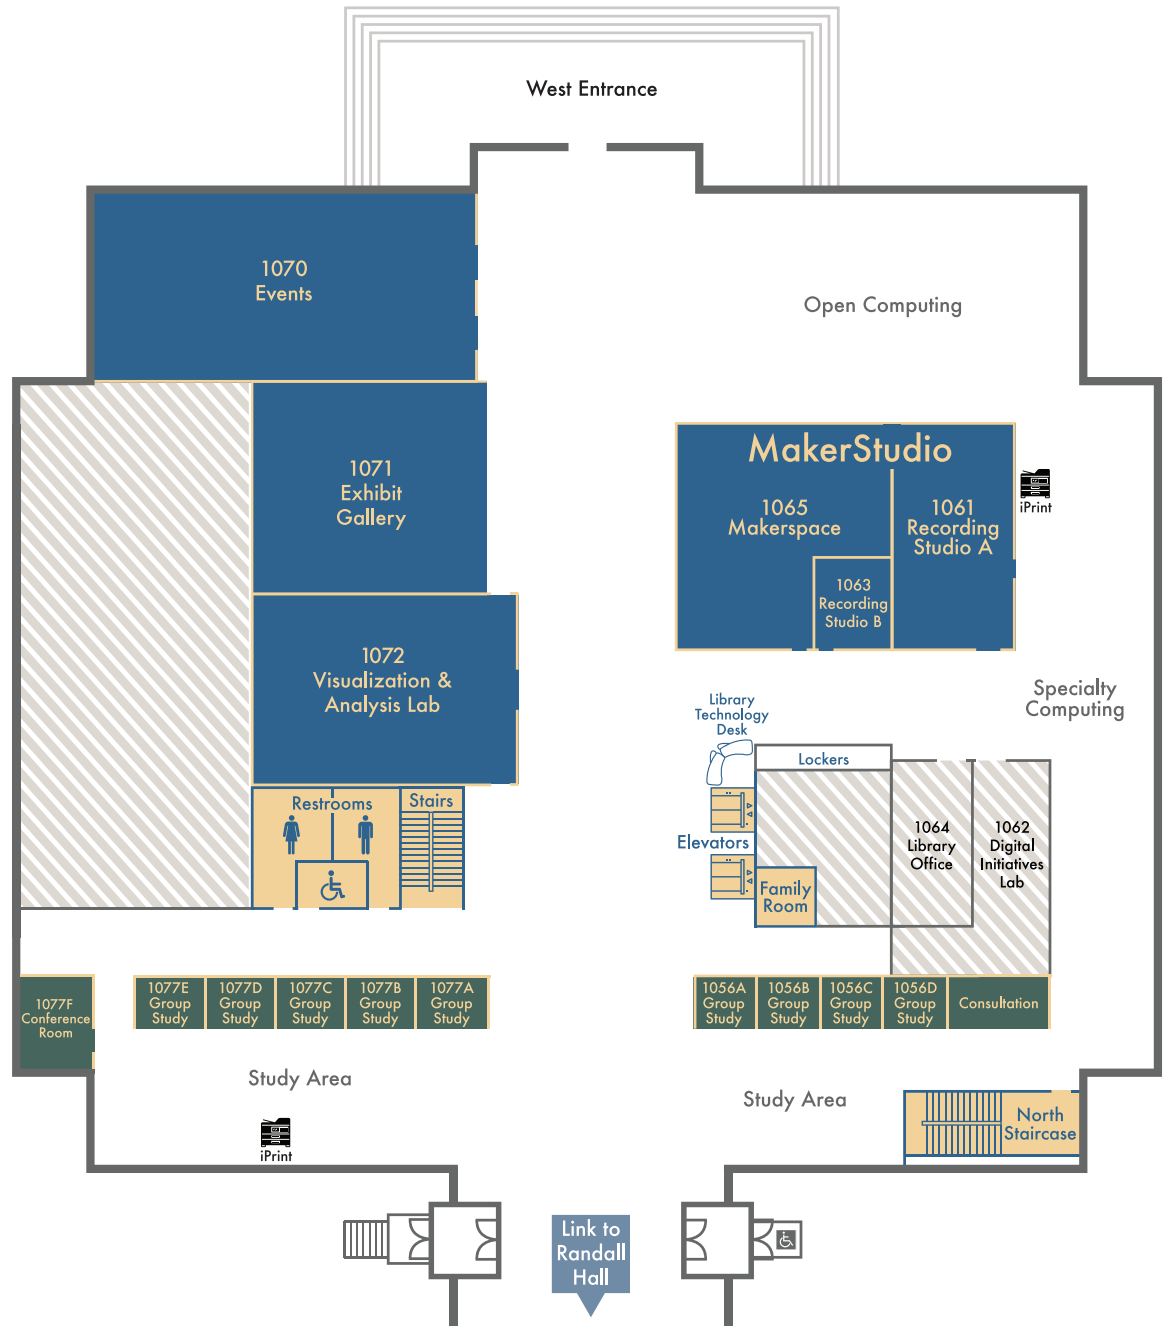 West Entrance
1070
Events
Open Computing
MakerStudio
1071
Exhibit
Gallery
1065
Makerspace
1061
Recording
Studio A
iPrint
1063
Recording
Studio B
1072
Visualization &
Analysis Lab
Specialty
Computing
Library
Technology
Desk
Lockers
Restrooms
Stairs
Elevators
1064
Library
Office
1062
Digital
Initiatives
Lab
Family
Room
1077F
Conference
Room
1077E
Group
Study
1077D
Group
Study
1077C
Group
Study
1077B
Group
Study
1077A
Group
Study
1056A
Group
Study
1056B
Group
Study
1056C
Group
Study
1056D
Group
Study
Consultation
Study Area
Study Area
iPrint
North
Staircase
Link to
Randall
Hall